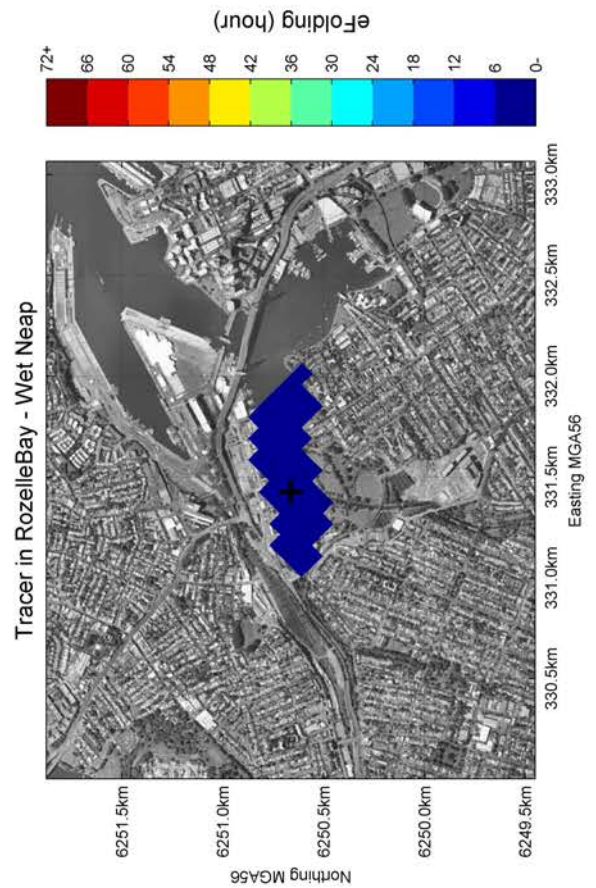 Tracer in RozelleBay - Wet Neap
Northing MGA56
6251.5km
6251.0km
6250.5km
6250.0km
6249.5km
330.5km
331.0km
331.5km
332.0km
332.5km
333.0km
Easting MGA56
72+
66
60
54
48
42
36
30
24
18
12
6
0-
eFolding (hour)